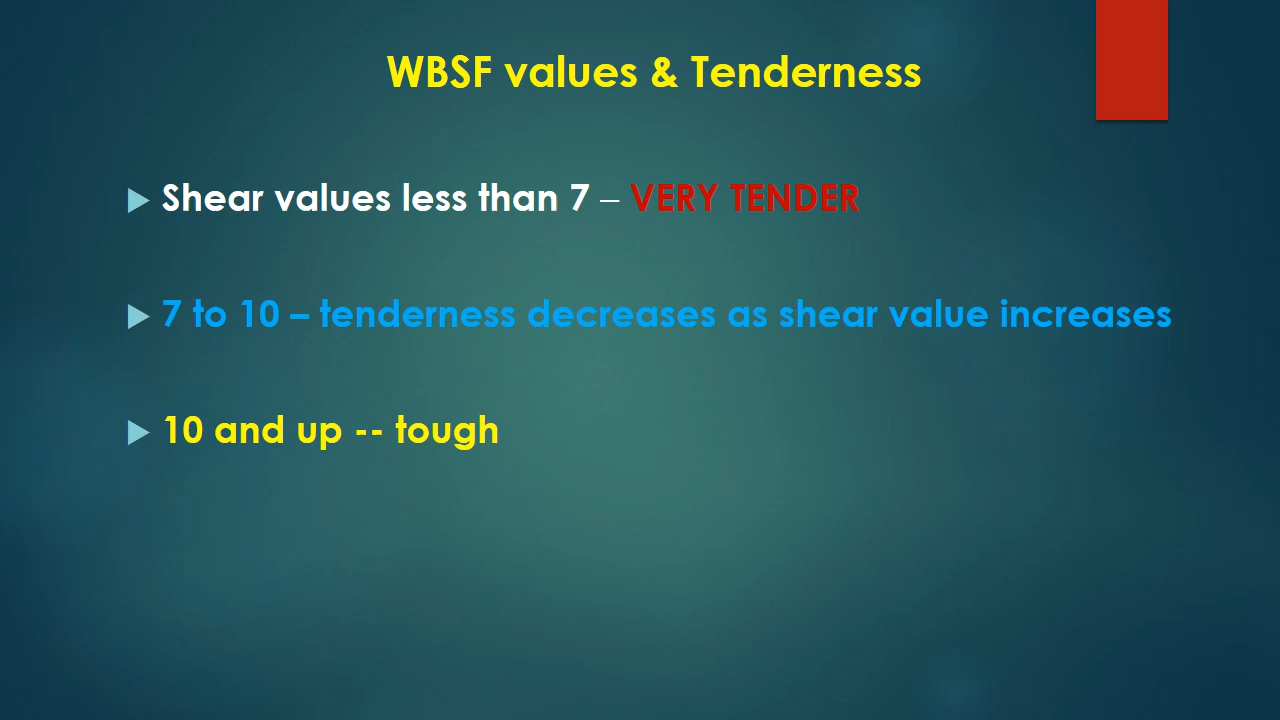 WBSF values & Tenderness
Shear values less than 7 – VERY TENDER
7 to 10 – tenderness decreases as shear value increases
10 and up -- tough